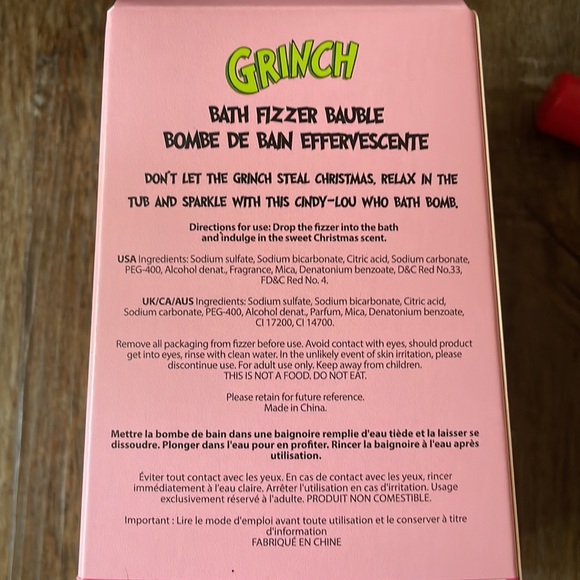 GRINCH
BATH FIZZER BAUBLE
BOMBE DE BAIN EFFERVESCENTE
DON'T LET THE GRINCH STEAL CHRISTMAS, RELAX IN THE
TUB AND SPARKLE WITH THIS CINDY-LOU WHO BATH BOMB.
Directions for use: Drop the fizzer into the bath
and indulge in the sweet Christmas scent.
USA Ingredients: Sodium sulfate, Sodium bicarbonate, Citric acid, Sodium carbonate,
PEG-400, Alcohol denat., Fragrance, Mica, Denatonium benzoate, D&C Red No.33,
FD&C Red No. 4.
UK/CA/AUS Ingredients: Sodium sulfate, Sodium bicarbonate, Citric acid,
Sodium carbonate, PEG-400, Alcohol denat., Parfum, Mica, Denatonium benzoate,
CI 17200, CI 14700.
Remove all packaging from fizzer before use. Avoid contact with eyes, should product
get into eyes, rinse with clean water. In the unlikely event of skin irritation, please
discontinue use. For adult use only. Keep away from children.
THIS IS NOT A FOOD. DO NOT EAT.
Please retain for future reference.
Made in China.
Mettre la bombe de bain dans une baignoire remplie d'eau tiède et la laisser se
dissoudre. Plonger dans l'eau pour en profiter. Rincer la baignoire à l'eau après
utilisation.
Éviter tout contact avec les yeux. En cas de contact avec les yeux, rincer
immédiatement à l'eau claire. Arrêter l'utilisation en cas d'irritation. Usage
exclusivement réservé à l'adulte. PRODUIT NON COMESTIBLE.
Important : Lire le mode d'emploi avant toute utilisation et le conserver à titre
d'information
FABRIQUÉ EN CHINE